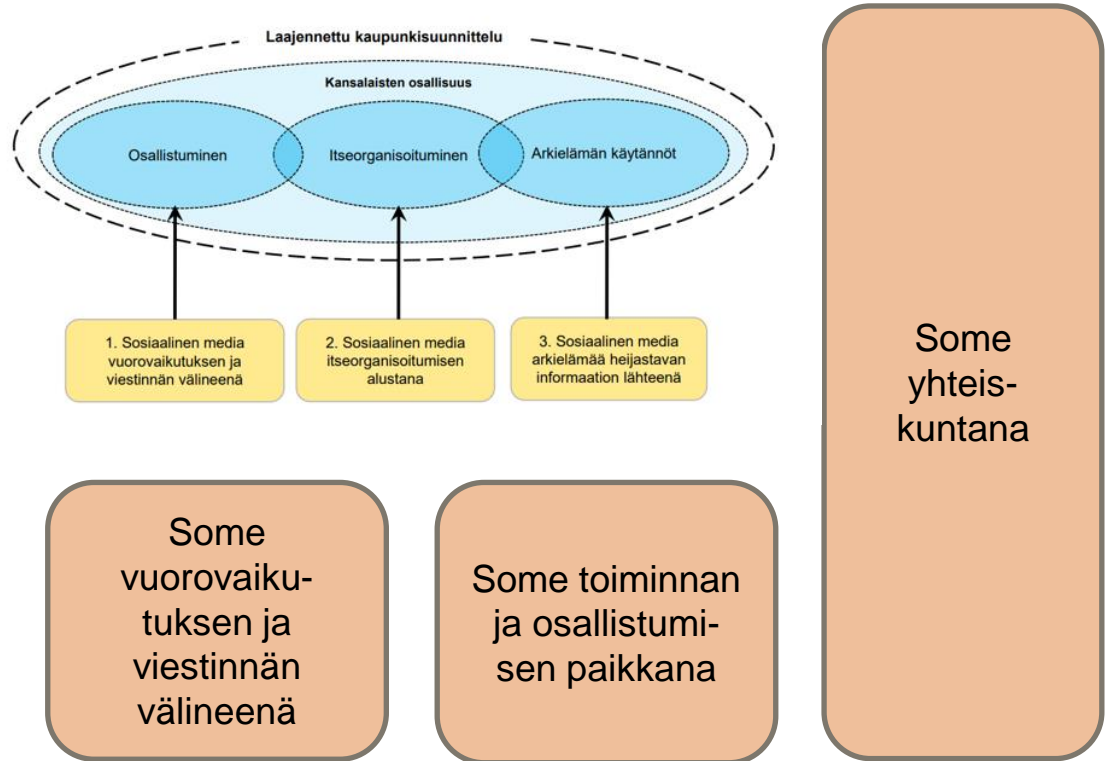 Laajennettu kaupunkisuunnittelu
Kansalaisten osallisuus
Osallistuminen
Itseorganisoituminen
Arkielämän käytännöt
1. Sosiaalinen media
vuorovaikutuksen ja
viestinnän välineenä
2. Sosiaalinen media
itseorganisoitumisen
alustana
3. Sosiaalinen media
arkielämää heijastavan
informaation lähteenä
Some
vuorovaiku-
tuksen ja
viestinnän
välineenä
Some toiminnan
ja osallistumi-
sen paikkana
Some
yhteis-
kuntana